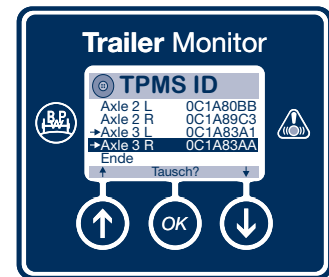 Trailer Monitor
TPMS ID
Axle 2 L 0C1A80BB
Axle 2 R 0C1A89C3
→Axle 3 L 0C1A83A1
→Axle 3 R 0C1A83AA
Ende
↑ Tausch? ↓
BPW
↑ OK ↓